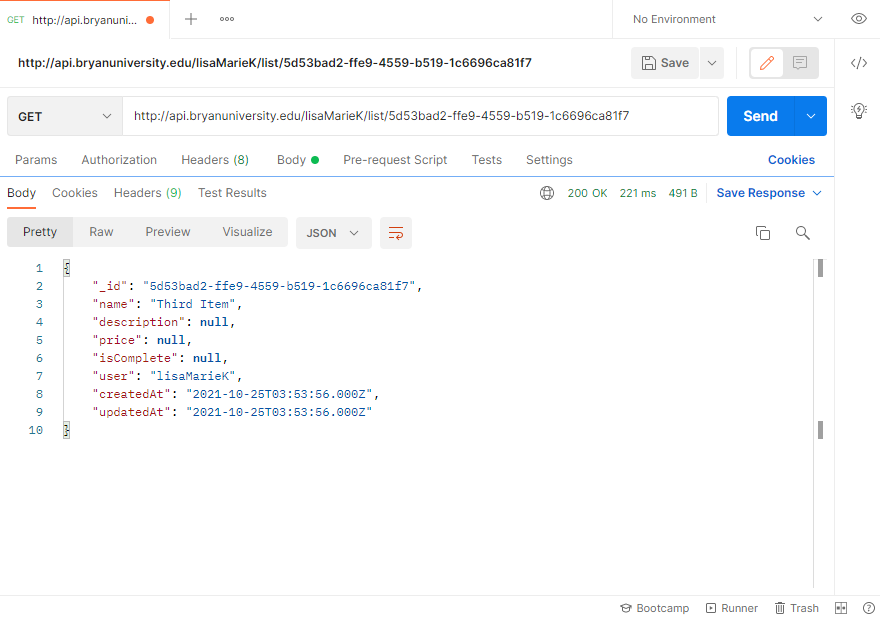 GET http://api.bryanuni... No Environment
http://api.bryanuniversity.edu/lisaMarieK/list/5d53bad2-ffe9-4559-b519-1c6696ca81f7 Save
GET http://api.bryanuniversity.edu/lisaMarieK/list/5d53bad2-ffe9-4559-b519-1c6696ca81f7 Send
Params Authorization Headers (8) Body Pre-request Script Tests Settings Cookies
Body Cookies Headers (9) Test Results 200 OK 221 ms 491 B Save Response
Pretty Raw Preview Visualize JSON
1 {
2 "_id": "5d53bad2-ffe9-4559-b519-1c6696ca81f7",
3 "name": "Third Item",
4 "description": null,
5 "price": null,
6 "isComplete": null,
7 "user": "lisaMarieK",
8 "createdAt": "2021-10-25T03:53:56.000Z",
9 "updatedAt": "2021-10-25T03:53:56.000Z"
10 }
Bootcamp Runner Trash